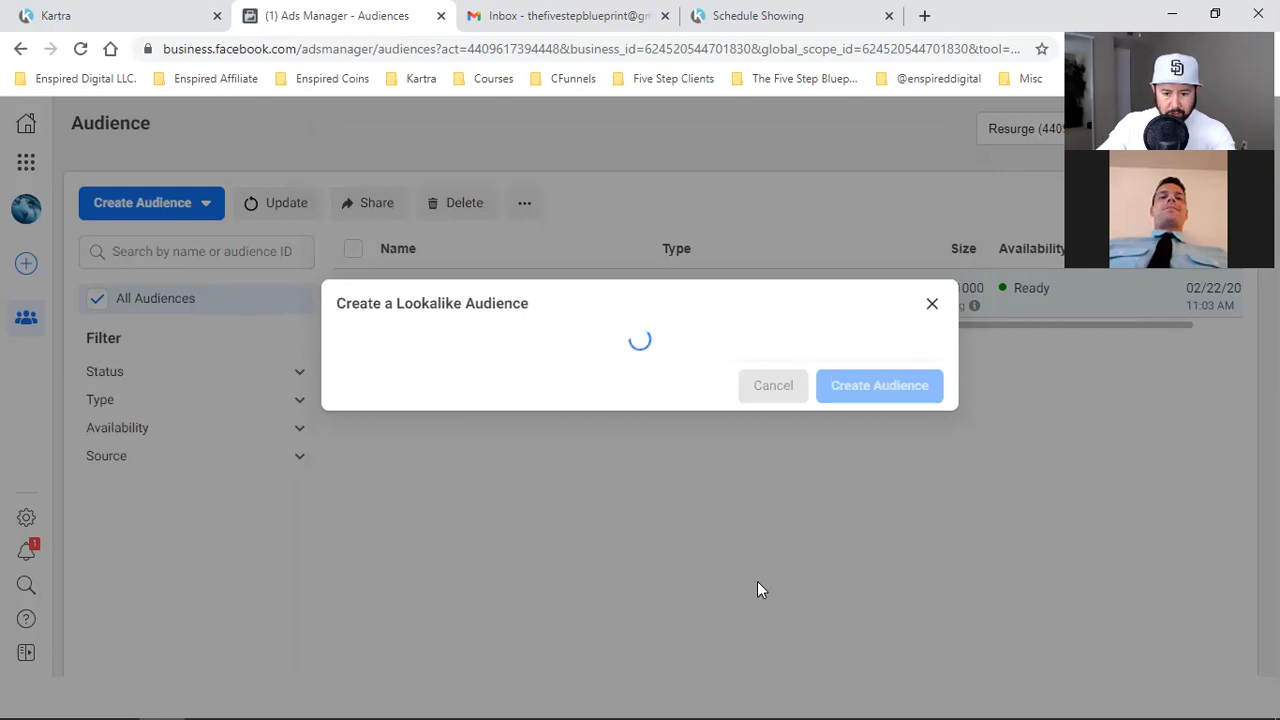 Kartra
(1) Ads Manager - Audiences
Inbox - thefivestepblueprint@gm
Schedule Showing
business.facebook.com/adsmanager/audiences?act=4409617394448&business_id=624520544701830&global_scope_id=624520544701830&tool=...
Enspired Digital LLC.
Enspired Affiliate
Enspired Coins
Kartra
Courses
CFunnels
Five Step Clients
The Five Step Bluep...
@enspireddigital
Misc
Audience
Resurge (440
Create Audience
Update
Share
Delete
Search by name or audience ID
Name
Type
Size
Availability
All Audiences
000
Ready
02/22/20
11:03 AM
Create a Lookalike Audience
Filter
Status
Type
Availability
Source
Cancel
Create Audience
1
SD